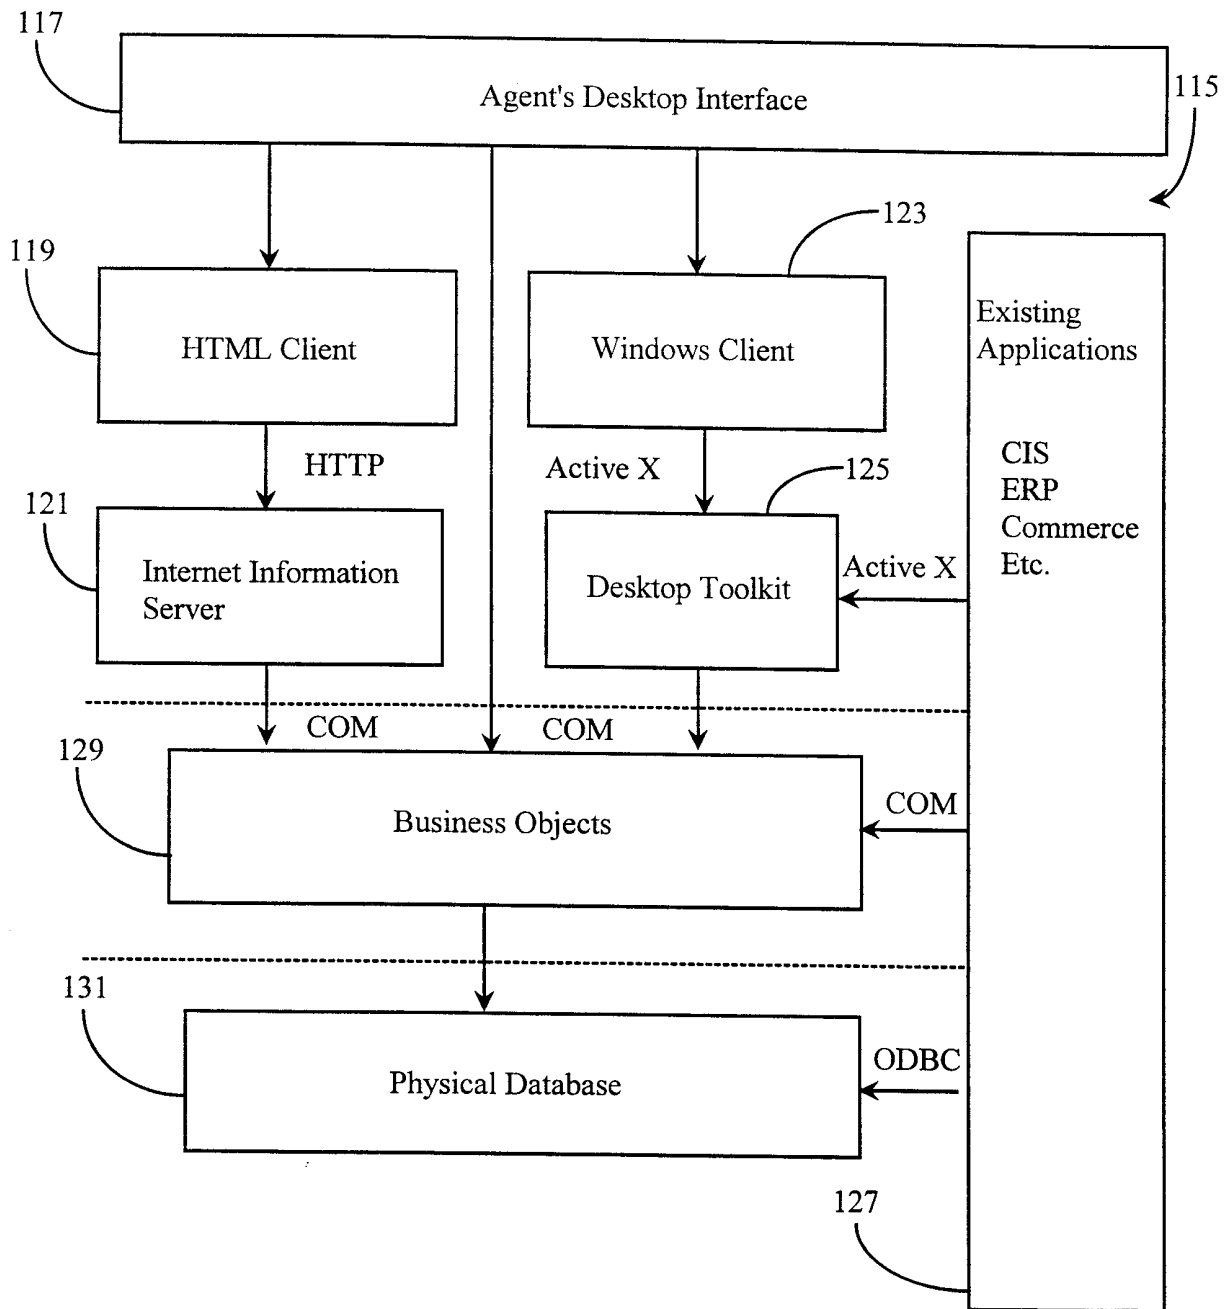 117
Agent's Desktop Interface
115
123
119
HTML Client
Windows Client
Existing
Applications
CIS
ERP
Commerce
Etc.
HTTP
Active X
125
121
Internet Information
Server
Desktop Toolkit
Active X
COM
COM
129
Business Objects
COM
131
Physical Database
ODBC
127